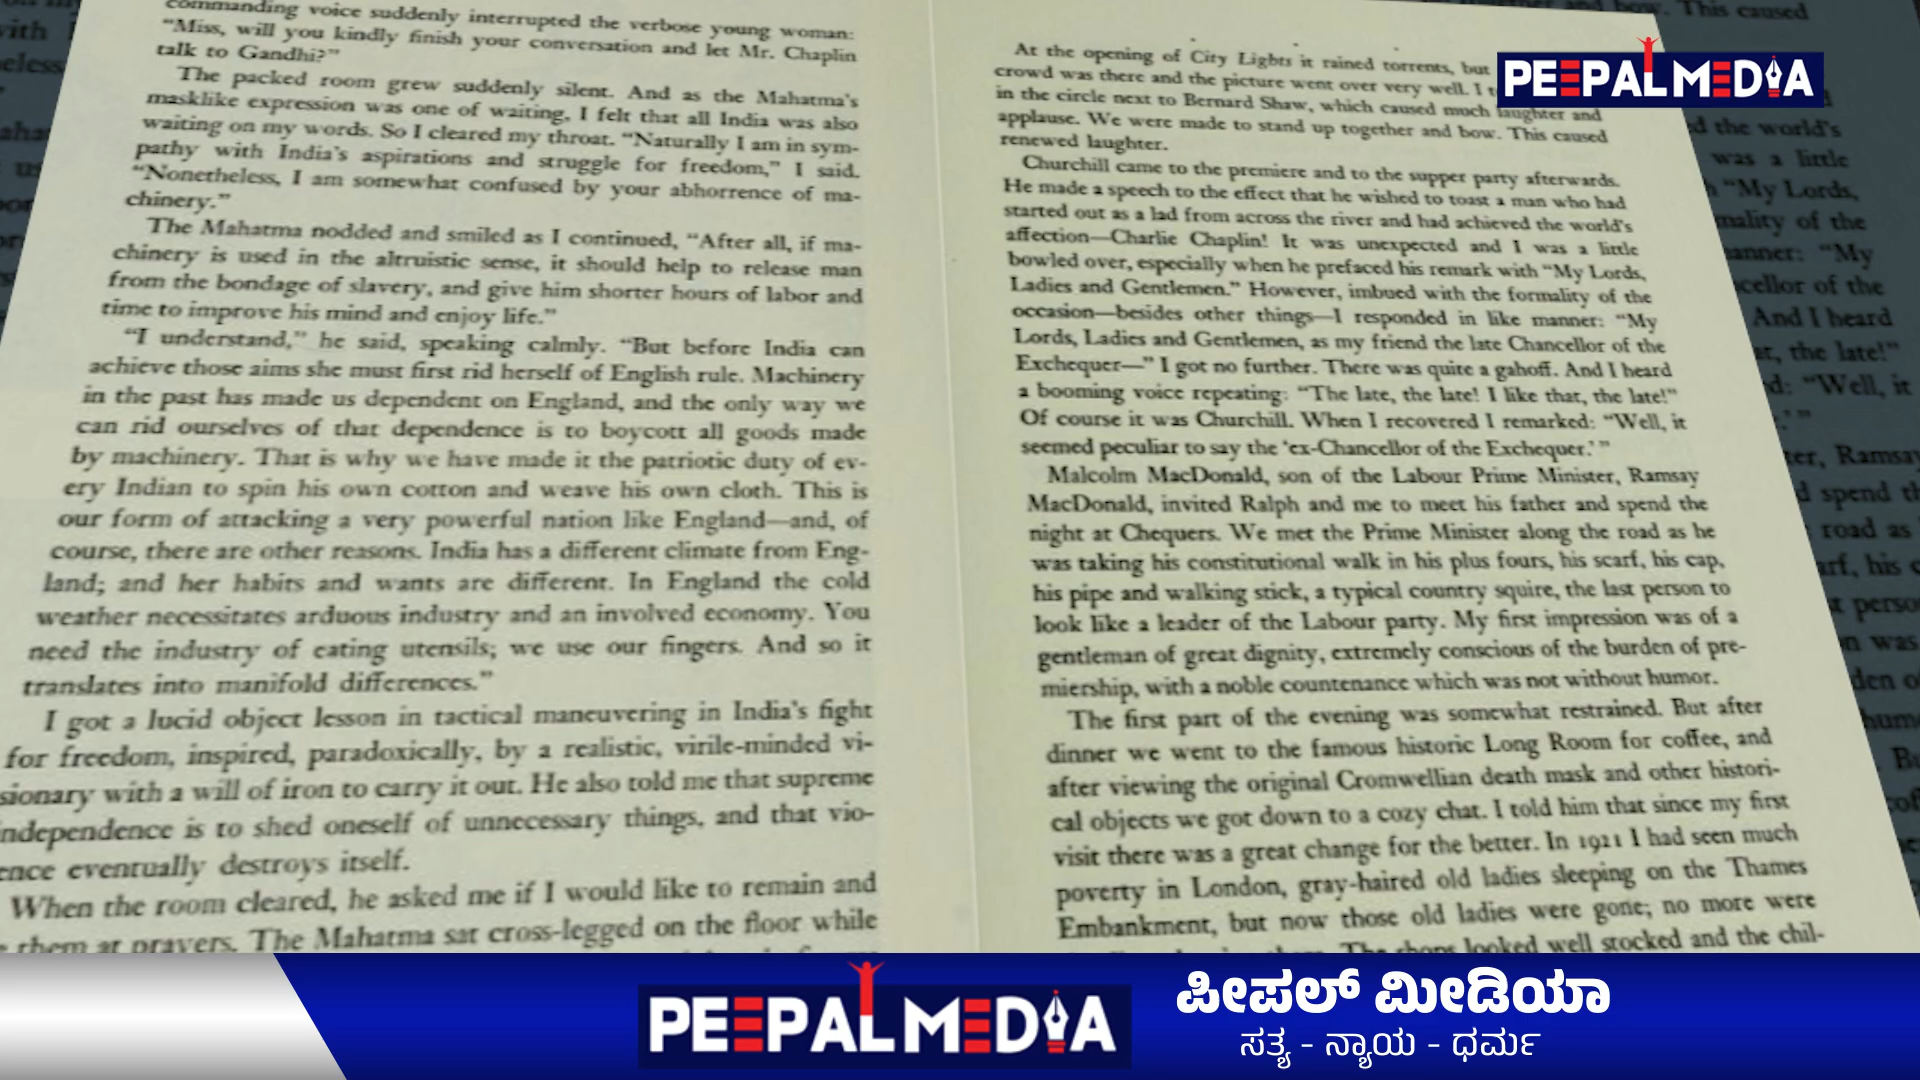 commanding voice suddenly interrupted the verbose young woman:
“Miss, will you kindly finish your conversation and let Mr. Chaplin
talk to Gandhi?”
The packed room grew suddenly silent. And as the Mahatma's
masklike expression was one of waiting, I felt that all India was also
waiting on my words. So I cleared my throat. “Naturally I am in sym-
pathy with India's aspirations and struggle for freedom,” I said.
“Nonetheless, I am somewhat confused by your abhorrence of ma-
chinery.”
The Mahatma nodded and smiled as I continued, “After all, if ma-
chinery is used in the altruistic sense, it should help to release man
from the bondage of slavery, and give him shorter hours of labor and
time to improve his mind and enjoy life.”
“I understand,” he said, speaking calmly. “But before India can
achieve those aims she must first rid herself of English rule. Machinery
in the past has made us dependent on England, and the only way we
can rid ourselves of that dependence is to boycott all goods made
by machinery. That is why we have made it the patriotic duty of ev-
ery Indian to spin his own cotton and weave his own cloth. This is
our form of attacking a very powerful nation like England—and, of
course, there are other reasons. India has a different climate from Eng-
land; and her habits and wants are different. In England the cold
weather necessitates arduous industry and an involved economy. You
need the industry of eating utensils; we use our fingers. And so it
translates into manifold differences.”
I got a lucid object lesson in tactical maneuvering in India's fight
for freedom, inspired, paradoxically, by a realistic, virile-minded vi-
sionary with a will of iron to carry it out. He also told me that supreme
independence is to shed oneself of unnecessary things, and that vio-
ence eventually destroys itself.
When the room cleared, he asked me if I would like to remain and
them at prayers. The Mahatma sat cross-legged on the floor while
At the opening of City Lights it rained torrents, but
crowd was there and the picture went over very well. I
in the circle next to Bernard Shaw, which caused much laughter and
applause. We were made to stand up together and bow. This caused
renewed laughter.
Churchill came to the premiere and to the supper party afterwards.
He made a speech to the effect that he wished to toast a man who had
started out as a lad from across the river and had achieved the world's
affection—Charlie Chaplin! It was unexpected and I was a little
bowled over, especially when he prefaced his remark with “My Lords,
Ladies and Gentlemen.” However, imbued with the formality of the
occasion—besides other things—I responded in like manner: “My
Lords, Ladies and Gentlemen, as my friend the late Chancellor of the
Exchequer—” I got no further. There was quite a gahoff. And I heard
a booming voice repeating: “The late, the late! I like that, the late!”
Of course it was Churchill. When I recovered I remarked: “Well, it
seemed peculiar to say the ‘ex-Chancellor of the Exchequer.’”
Malcolm MacDonald, son of the Labour Prime Minister, Ramsay
MacDonald, invited Ralph and me to meet his father and spend the
night at Chequers. We met the Prime Minister along the road as he
was taking his constitutional walk in his plus fours, his scarf, his cap,
his pipe and walking stick, a typical country squire, the last person to
look like a leader of the Labour party. My first impression was of a
gentleman of great dignity, extremely conscious of the burden of pre-
miership, with a noble countenance which was not without humor.
The first part of the evening was somewhat restrained. But after
dinner we went to the famous historic Long Room for coffee, and
after viewing the original Cromwellian death mask and other histori-
cal objects we got down to a cozy chat. I told him that since my first
visit there was a great change for the better. In 1921 I had seen much
poverty in London, gray-haired old ladies sleeping on the Thames
Embankment, but now those old ladies were gone; no more were
The shops looked well stocked and the chil-
PEEPAL MEDIA
PEEPAL MEDIA
ಪೀಪಲ್ ಮೀಡಿಯಾ
ಸತ್ಯ - ನ್ಯಾಯ - ಧರ್ಮ